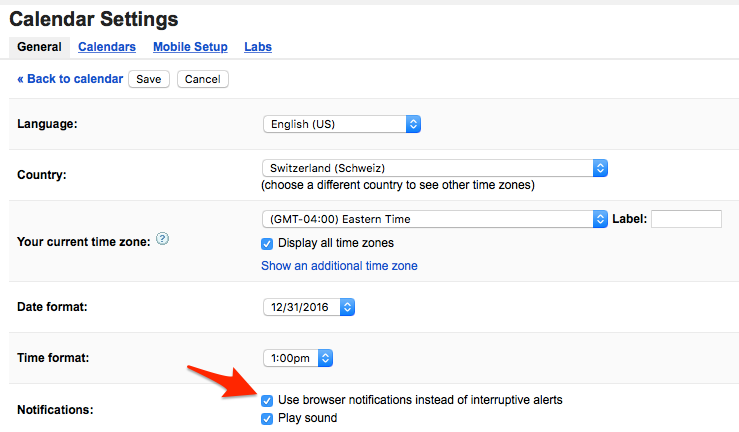 Calendar Settings
General Calendars Mobile Setup Labs
« Back to calendar Save Cancel
Language: English (US)
Country: Switzerland (Schweiz)
(choose a different country to see other time zones)
Your current time zone: ? (GMT-04:00) Eastern Time Label:
Display all time zones
Show an additional time zone
Date format: 12/31/2016
Time format: 1:00pm
Notifications: Use browser notifications instead of interruptive alerts
Play sound